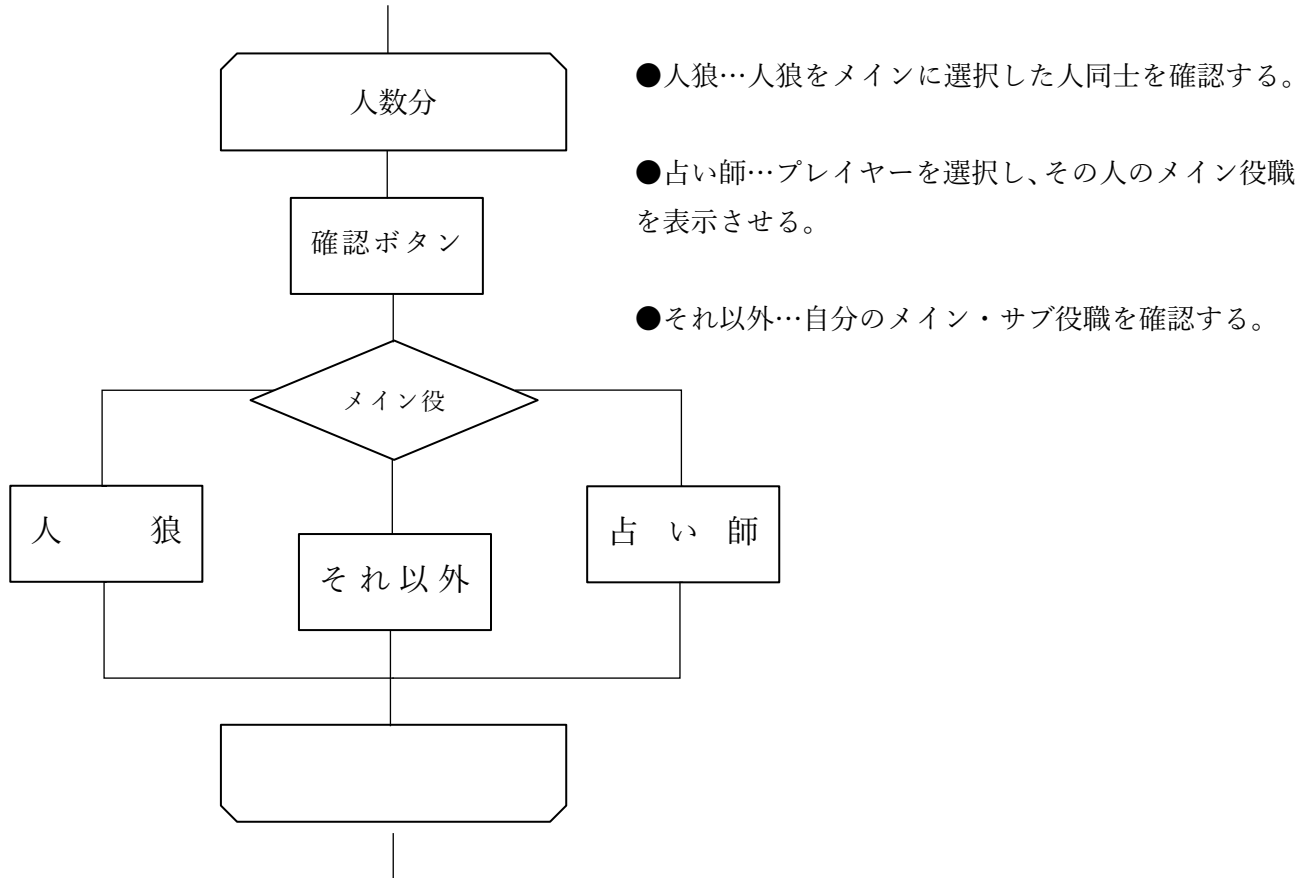 人数分
確認ボタン
メイン役
人　狼
それ以外
占い師
●人狼…人狼をメインに選択した人同士を確認する。
●占い師…プレイヤーを選択し、その人のメイン役職
を表示させる。
●それ以外…自分のメイン・サブ役職を確認する。